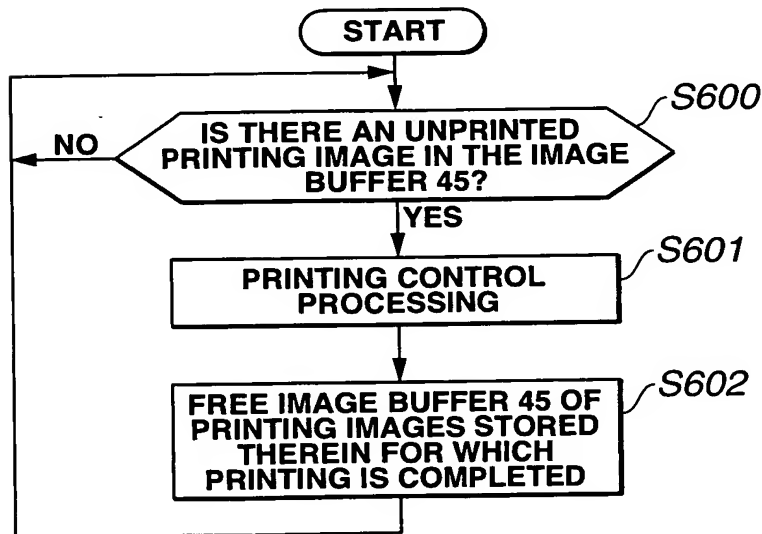 START
S600
IS THERE AN UNPRINTED
PRINTING IMAGE IN THE IMAGE
BUFFER 45?
NO
YES
S601
PRINTING CONTROL
PROCESSING
S602
FREE IMAGE BUFFER 45 OF
PRINTING IMAGES STORED
THEREIN FOR WHICH
PRINTING IS COMPLETED